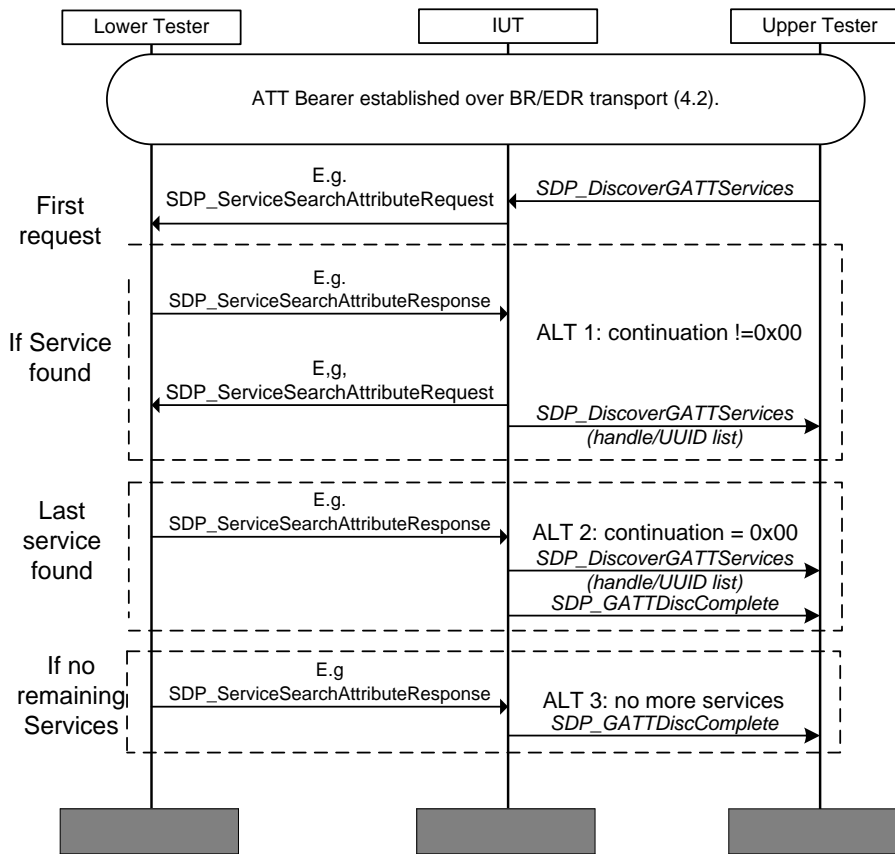 Lower Tester
IUT
Upper Tester
ATT Bearer established over BR/EDR transport (4.2).
First
request
E.g.
SDP_ServiceSearchAttributeRequest
SDP_DiscoverGATTServices
If Service
found
E.g.
SDP_ServiceSearchAttributeResponse
ALT 1: continuation !=0x00
E,g,
SDP_ServiceSearchAttributeRequest
SDP_DiscoverGATTServices
(handle/UUID list)
Last
service
found
E.g.
SDP_ServiceSearchAttributeResponse
ALT 2: continuation = 0x00
SDP_DiscoverGATTServices
(handle/UUID list)
SDP_GATTDiscComplete
If no
remaining
Services
E.g
SDP_ServiceSearchAttributeResponse
ALT 3: no more services
SDP_GATTDiscComplete